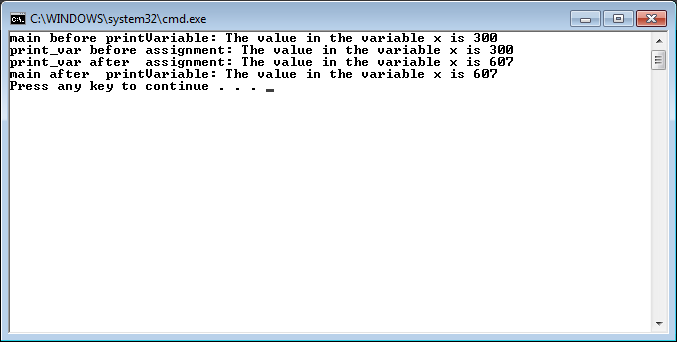 C:\WINDOWS\system32\cmd.exe
main before printVariable: The value in the variable x is 300
print_var before assignment: The value in the variable x is 300
print_var after  assignment: The value in the variable x is 607
main after  printVariable: The value in the variable x is 607
Press any key to continue . . . _